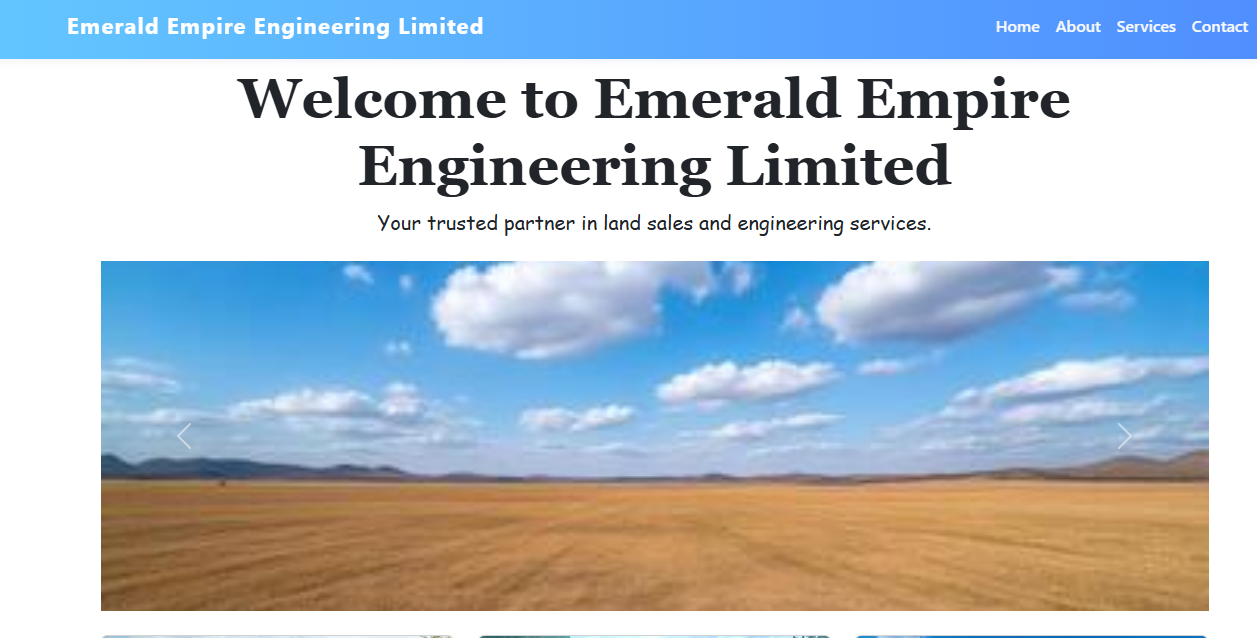 Emerald Empire Engineering Limited
Home About Services Contact
Welcome to Emerald Empire
Engineering Limited
Your trusted partner in land sales and engineering services.